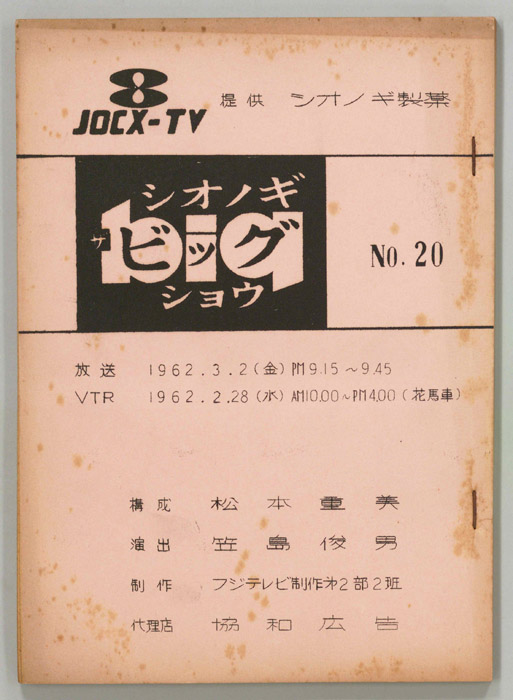 8
JOCX-TV 提供 シオノギ製薬
シオノギ
big
ザ ビッグ
ショウ
No. 20
放送 1962.3.2(金)PM9.15~9.45
VTR 1962.2.28(水)AM10.00~PM4.00(花馬車)
構成 松本重美
演出 笠島俊男
制作 フジテレビ制作才2部2班
代理店 協和広告